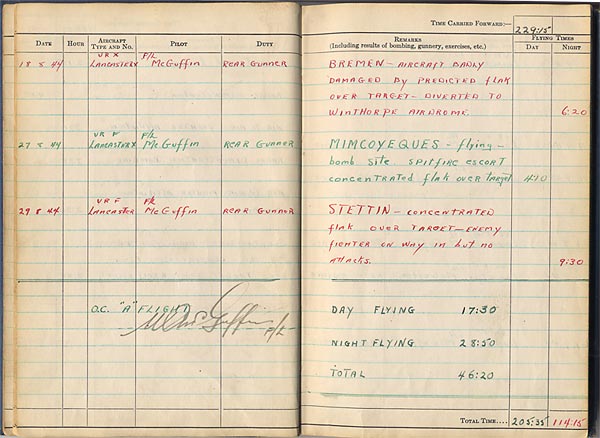 DATE HOUR AIRCRAFT TYPE AND NO. PILOT DUTY
VR X F/L
18 8 44 LANCASTER X McGuffin REAR GUNNER
VR F F/L
27 8 44 LANCASTER X McGuffin REAR GUNNER
VR F F/L
29 8 44 LANCASTER McGuffin REAR GUNNER
O.C. "A" FLIGHT
F/L
TIME CARRIED FORWARD:— 229:15
REMARKS
(Including results of bombing, gunnery, exercises, etc.)
FLYING TIMES
DAY NIGHT
BREMEN – AIRCRAFT BADLY
DAMAGED BY PREDICTED flAK
OVER TARGET – DIVERTED TO
WINTHORPE AIRDROME. 6:20
MIMCOYEQUES – flying –
bomb site. SPITFIRE ESCORT
concentrated flak over target 4:10
STETTIN – CONCENTRATED
flAK OVER TARGET – ENEMY
FIGHTER ON WAY IN but NO
ATTACKS. 9:30
DAY FLYING 17:30
NIGHT FLYING 28:50
TOTAL 46:20
TOTAL TIME.... 205:35 114:15